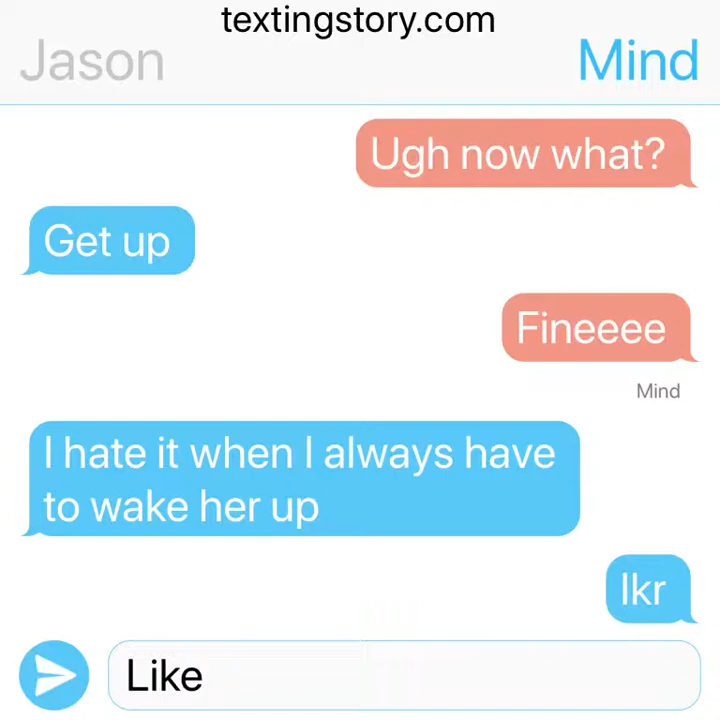 textingstory.com
Jason
Mind
Ugh now what?
Get up
Fineeee
Mind
I hate it when I always have
to wake her up
Ikr
Like